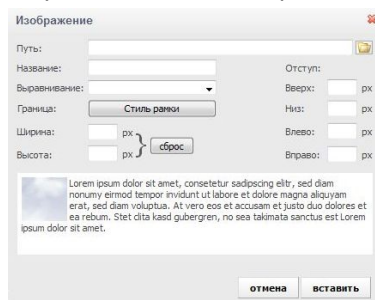 Изображение
Путь:
Название:
Отступ:
Выравнивание:
Вверх: px
Граница: Стиль рамки
Низ: px
Ширина: px
Влево: px
сброс
Высота: px
Вправо: px
Lorem ipsum dolor sit amet, consetetur sadipscing elitr, sed diam
nonumy eirmod tempor invidunt ut labore et dolore magna aliquyam
erat, sed diam voluptua. At vero eos et accusam et justo duo dolores et
ea rebum. Stet clita kasd gubergren, no sea takimata sanctus est Lorem
ipsum dolor sit amet.
отмена вставить